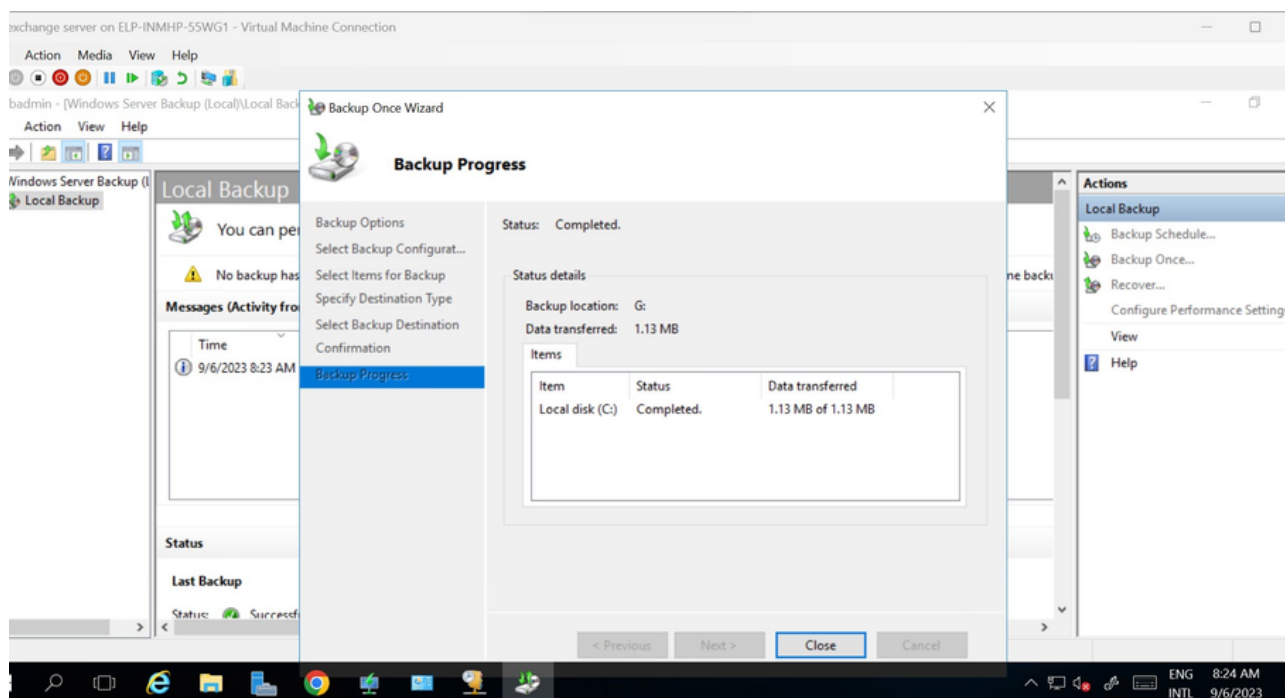 exchange server on ELP-INMHP-55WG1 - Virtual Machine Connection
Action Media View Help
badmin - [Windows Server Backup (Local)\Local Back
Action View Help
Windows Server Backup (L
Local Backup
Local Backup
You can per
No backup has
ne backu
Messages (Activity fro
Time
9/6/2023 8:23 AM
Status
Last Backup
Status: Successf
Backup Once Wizard
Backup Progress
Backup Options
Select Backup Configurat...
Select Items for Backup
Specify Destination Type
Select Backup Destination
Confirmation
Backup Progress
Status: Completed.
Status details
Backup location: G:
Data transferred: 1.13 MB
Items
Item Status Data transferred
Local disk (C:) Completed. 1.13 MB of 1.13 MB
< Previous Next > Close Cancel
Actions
Local Backup
Backup Schedule...
Backup Once...
Recover...
Configure Performance Setting
View
Help
ENG 8:24 AM
INTL 9/6/2023